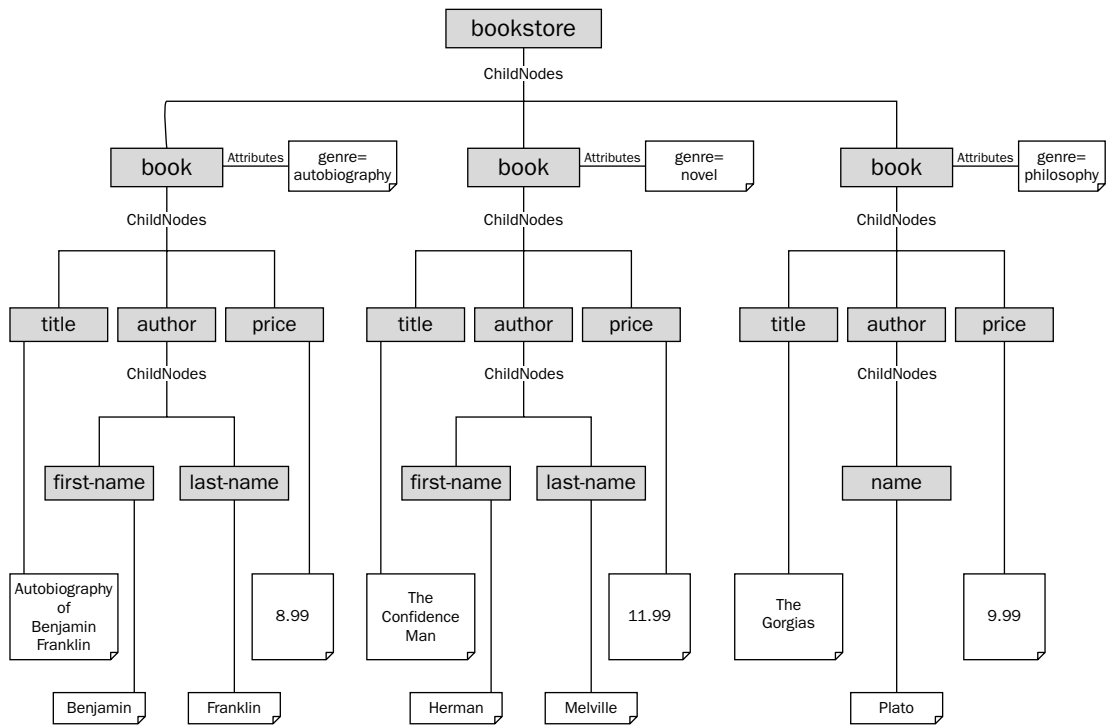 bookstore
ChildNodes
book
Attributes
genre=
autobiography
book
Attributes
genre=
novel
book
Attributes
genre=
philosophy
ChildNodes
ChildNodes
ChildNodes
title
author
price
title
author
price
title
author
price
ChildNodes
ChildNodes
ChildNodes
first-name
last-name
first-name
last-name
name
Autobiography
of
Benjamin
Franklin
8.99
The
Confidence
Man
11.99
The
Gorgias
9.99
Benjamin
Franklin
Herman
Melville
Plato